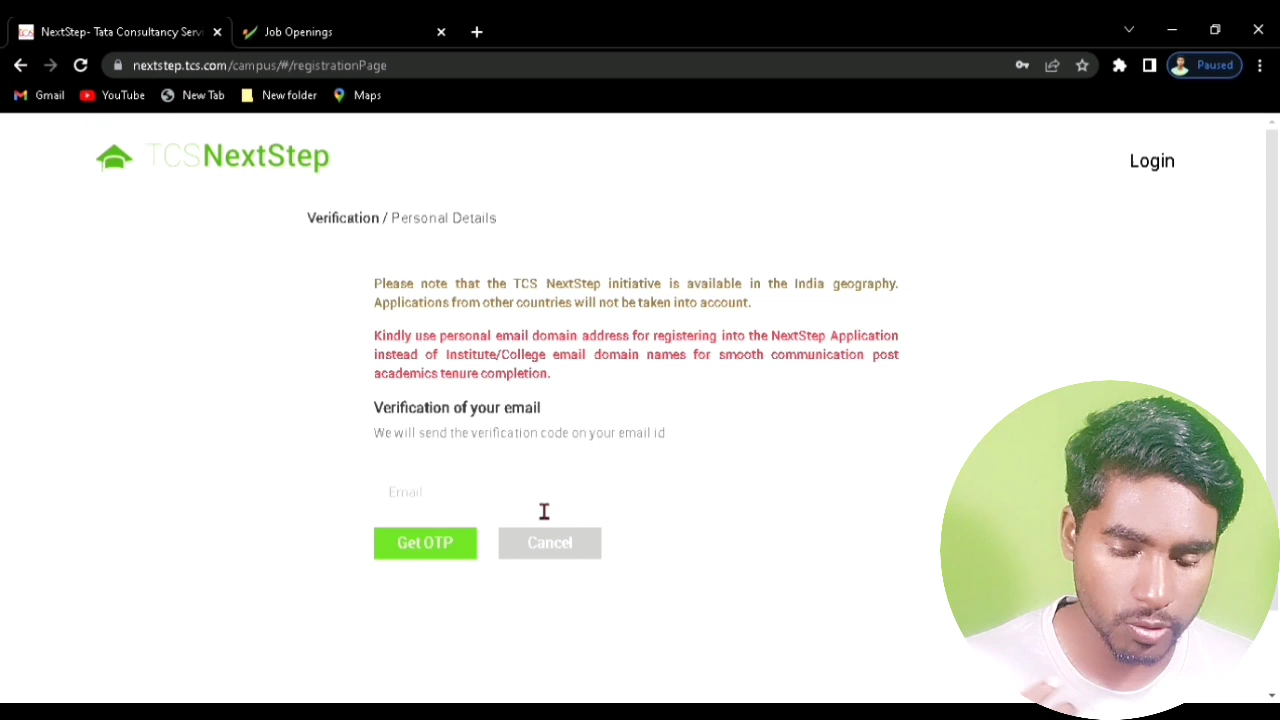 NextStep- Tata Consultancy Serv
Job Openings
nextstep.tcs.com/campus/#/registrationPage
Paused
Gmail
YouTube
New Tab
New folder
Maps
TCSNextStep
Login
Verification / Personal Details
Please note that the TCS NextStep initiative is available in the India geography.
Applications from other countries will not be taken into account.
Kindly use personal email domain address for registering into the NextStep Application
instead of Institute/College email domain names for smooth communication post
academics tenure completion.
Verification of your email
We will send the verification code on your email id
Email
Get OTP
Cancel